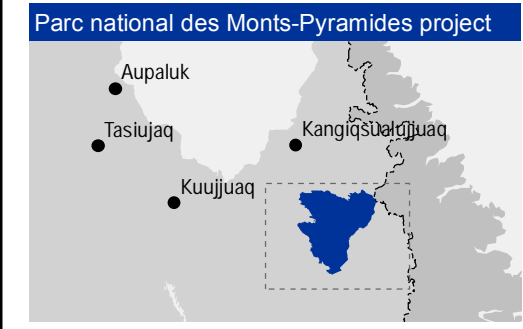 Parc national des Monts-Pyramides project
Aupaluk
Tasiujaq
Kangiqsualujjuaq
Kuujjuaq